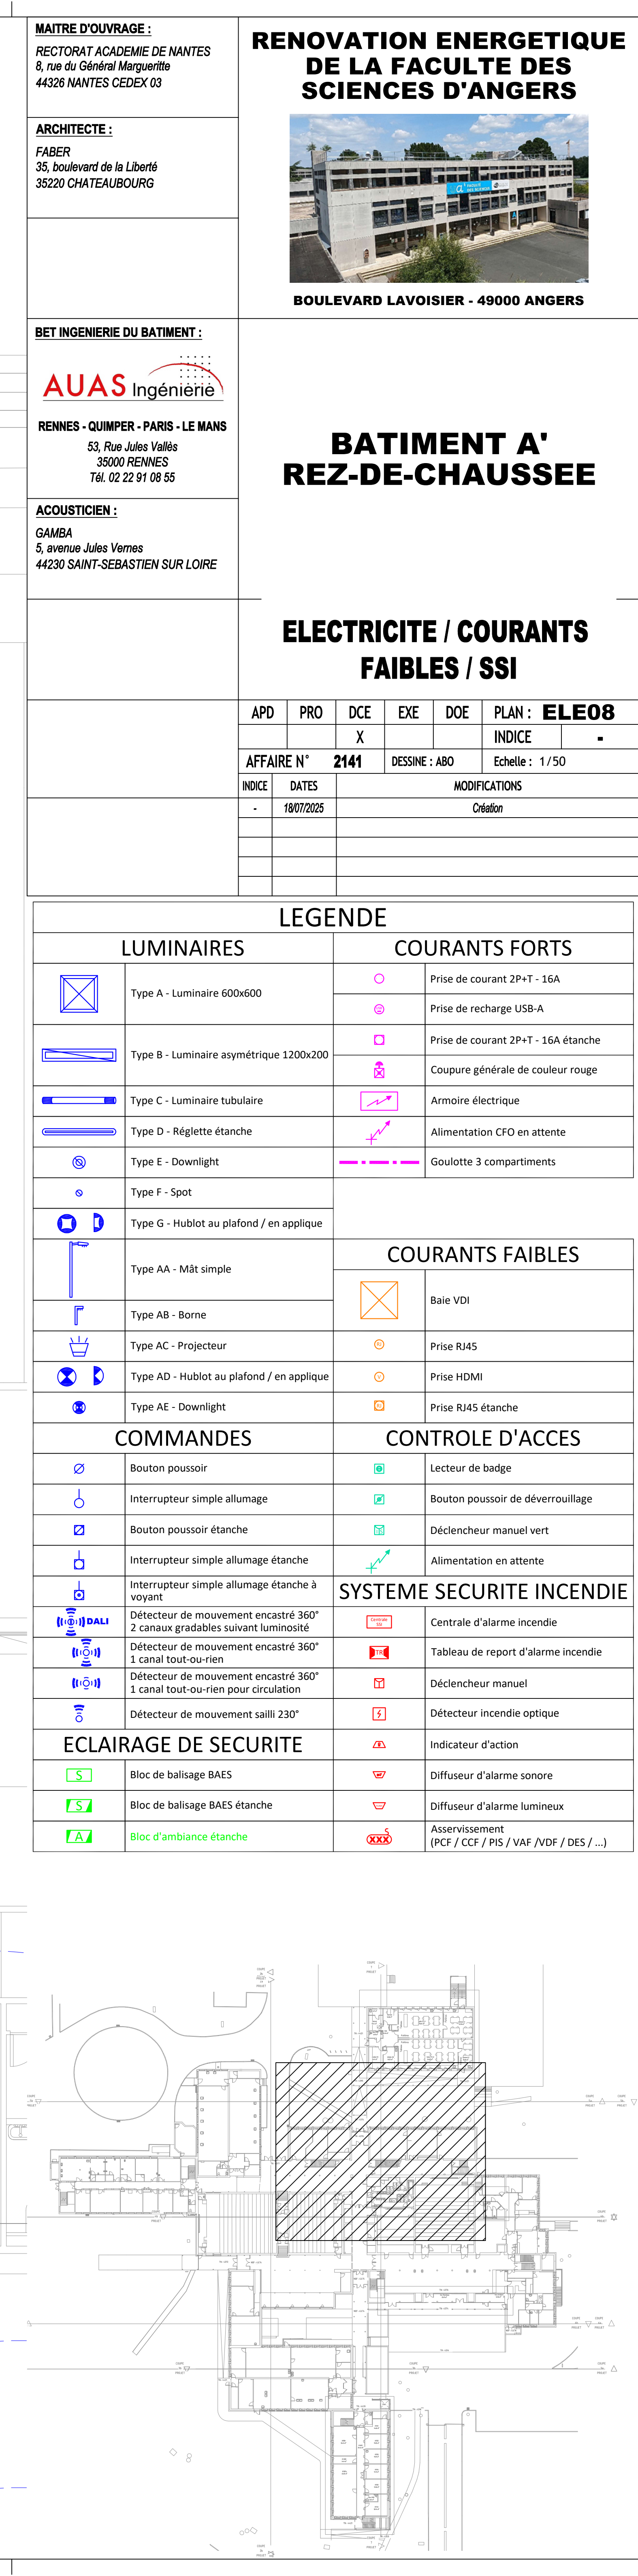 MAITRE D'OUVRAGE :
RECTORAT ACADEMIE DE NANTES
8, rue du Général Margueritte
44326 NANTES CEDEX 03
ARCHITECTE :
FABER
35, boulevard de la Liberté
35220 CHATEAUBOURG
RENOVATION ENERGETIQUE
DE LA FACULTE DES
SCIENCES D'ANGERS
BOULEVARD LAVOISIER - 49000 ANGERS
BET INGENIERIE DU BATIMENT :
AUAS Ingénierie
RENNES - QUIMPER - PARIS - LE MANS
53, Rue Jules Vallès
35000 RENNES
Tél. 02 22 91 08 55
ACOUSTICIEN :
GAMBA
5, avenue Jules Vernes
44230 SAINT-SEBASTIEN SUR LOIRE
BATIMENT A'
REZ-DE-CHAUSSEE
ELECTRICITE / COURANTS
FAIBLES / SSI
APD PRO DCE EXE DOE PLAN : ELE08
X INDICE -
AFFAIRE N° 2141 DESSINE : ABO Echelle : 1/50
INDICE DATES MODIFICATIONS
- 18/07/2025 Création
LEGENDE
LUMINAIRES
Type A - Luminaire 600x600
Type B - Luminaire asymétrique 1200x200
Type C - Luminaire tubulaire
Type D - Réglette étanche
Type E - Downlight
Type F - Spot
Type G - Hublot au plafond / en applique
Type AA - Mât simple
Type AB - Borne
Type AC - Projecteur
Type AD - Hublot au plafond / en applique
Type AE - Downlight
COURANTS FORTS
Prise de courant 2P+T - 16A
Prise de recharge USB-A
Prise de courant 2P+T - 16A étanche
Coupure générale de couleur rouge
Armoire électrique
Alimentation CFO en attente
Goulotte 3 compartiments
COURANTS FAIBLES
Baie VDI
Prise RJ45
Prise HDMI
Prise RJ45 étanche
COMMANDES
Bouton poussoir
Interrupteur simple allumage
Bouton poussoir étanche
Interrupteur simple allumage étanche
Interrupteur simple allumage étanche à
voyant
DALI
Détecteur de mouvement encastré 360°
2 canaux gradables suivant luminosité
Détecteur de mouvement encastré 360°
1 canal tout-ou-rien
Détecteur de mouvement encastré 360°
1 canal tout-ou-rien pour circulation
Détecteur de mouvement sailli 230°
CONTROLE D'ACCES
Lecteur de badge
Bouton poussoir de déverrouillage
Déclencheur manuel vert
Alimentation en attente
SYSTEME SECURITE INCENDIE
Centrale
SSI
Centrale d'alarme incendie
TR
Tableau de report d'alarme incendie
Déclencheur manuel
Détecteur incendie optique
Indicateur d'action
Diffuseur d'alarme sonore
Diffuseur d'alarme lumineux
XXX
Asservissement
(PCF / CCF / PIS / VAF /VDF / DES / ...)
ECLAIRAGE DE SECURITE
S
Bloc de balisage BAES
S
Bloc de balisage BAES étanche
A
Bloc d'ambiance étanche